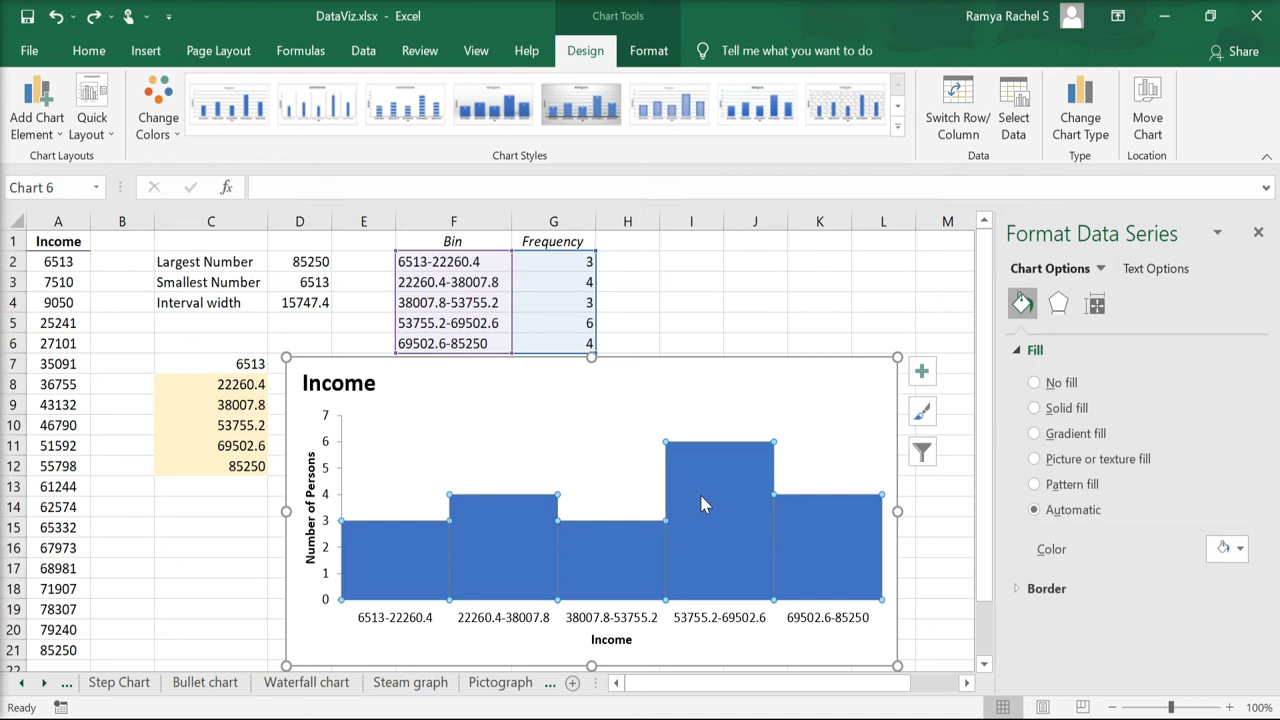 DataViz.xlsx - Excel
Chart Tools
Ramya Rachel S
File Home Insert Page Layout Formulas Data Review View Help Design Format Tell me what you want to do Share
Add Chart Element
Quick Layout
Change Colors
Switch Row/ Column
Select Data
Change Chart Type
Move Chart
Chart Layouts Chart Styles Data Type Location
Chart 6 fx
A B C D E F G H I J K L M
1 Income Bin Frequency
2 6513 Largest Number 85250 6513-22260.4 3
3 7510 Smallest Number 6513 22260.4-38007.8 4
4 9050 Interval width 15747.4 38007.8-53755.2 3
5 25241 53755.2-69502.6 6
6 27101 69502.6-85250 4
7 35091 6513
8 36755 22260.4
9 43132 38007.8
10 46790 53755.2
11 51592 69502.6
12 55798 85250
13 61244
14 62574
15 65332
16 67973
17 68981
18 71907
19 78307
20 79240
21 85250
22
Income
7
6
5
4
3
2
1
0
Number of Persons
6513-22260.4 22260.4-38007.8 38007.8-53755.2 53755.2-69502.6 69502.6-85250
Income
Format Data Series
Chart Options Text Options
Fill
No fill
Solid fill
Gradient fill
Picture or texture fill
Pattern fill
Automatic
Color
Border
... Step Chart Bullet chart Waterfall chart Steam graph Pictograph ...
Ready 100%